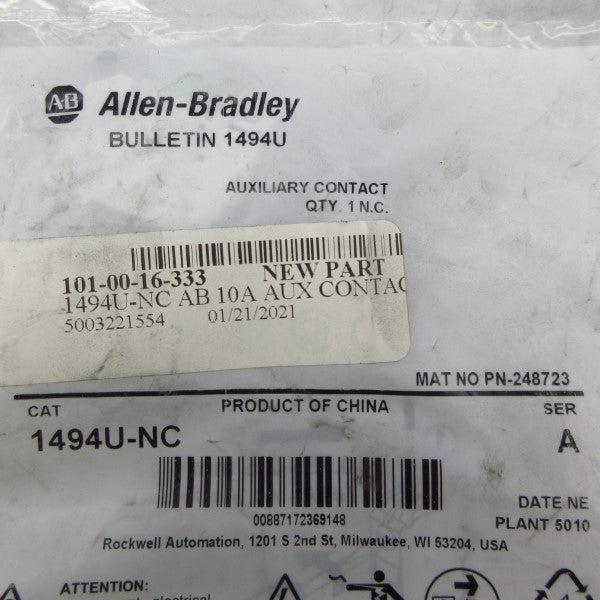 AB Allen-Bradley
BULLETIN 1494U
AUXILIARY CONTACT
QTY. 1 N.C.
101-00-16-333 NEW PART
1494U-NC AB 10A AUX CONTAC
5003221554 01/21/2021
MAT NO PN-248723
CAT PRODUCT OF CHINA SER
1494U-NC A
00887172369148
DATE NE
PLANT 5010
Rockwell Automation, 1201 S 2nd St, Milwaukee, WI 53204, USA
ATTENTION:
electrical